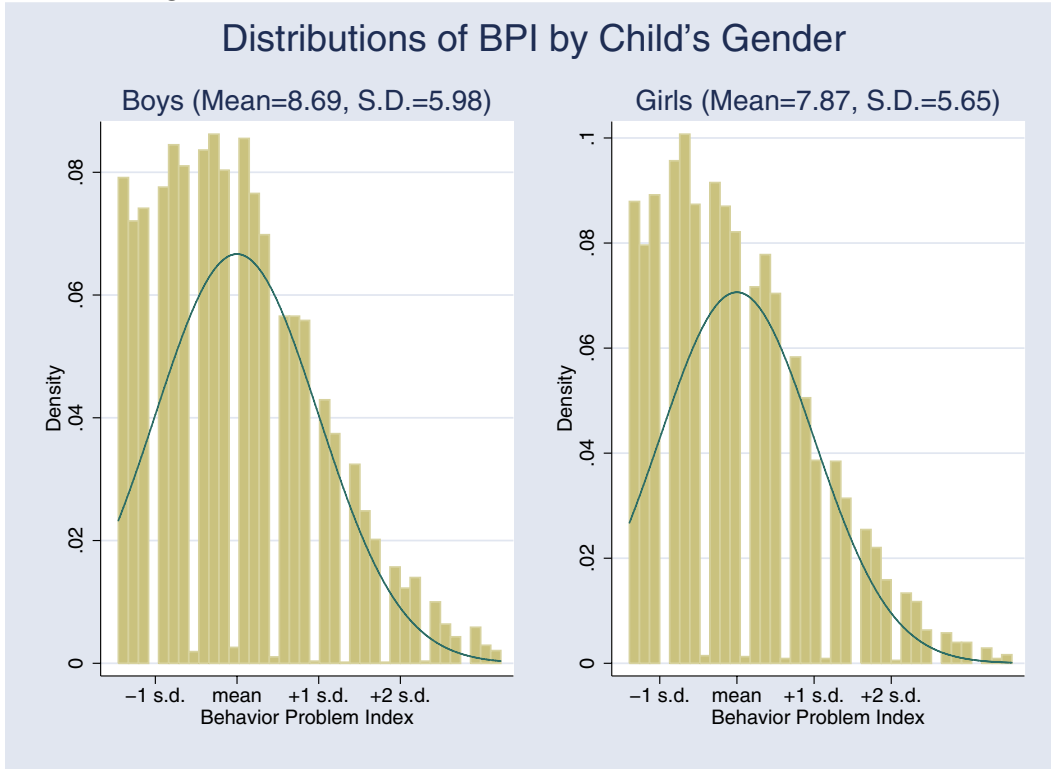 Distributions of BPI by Child's Gender
Boys (Mean=8.69, S.D.=5.98)
Density
.08
.06
.04
.02
0
−1 s.d. mean +1 s.d. +2 s.d.
Behavior Problem Index
Girls (Mean=7.87, S.D.=5.65)
Density
.1
.08
.06
.04
.02
0
−1 s.d. mean +1 s.d. +2 s.d.
Behavior Problem Index